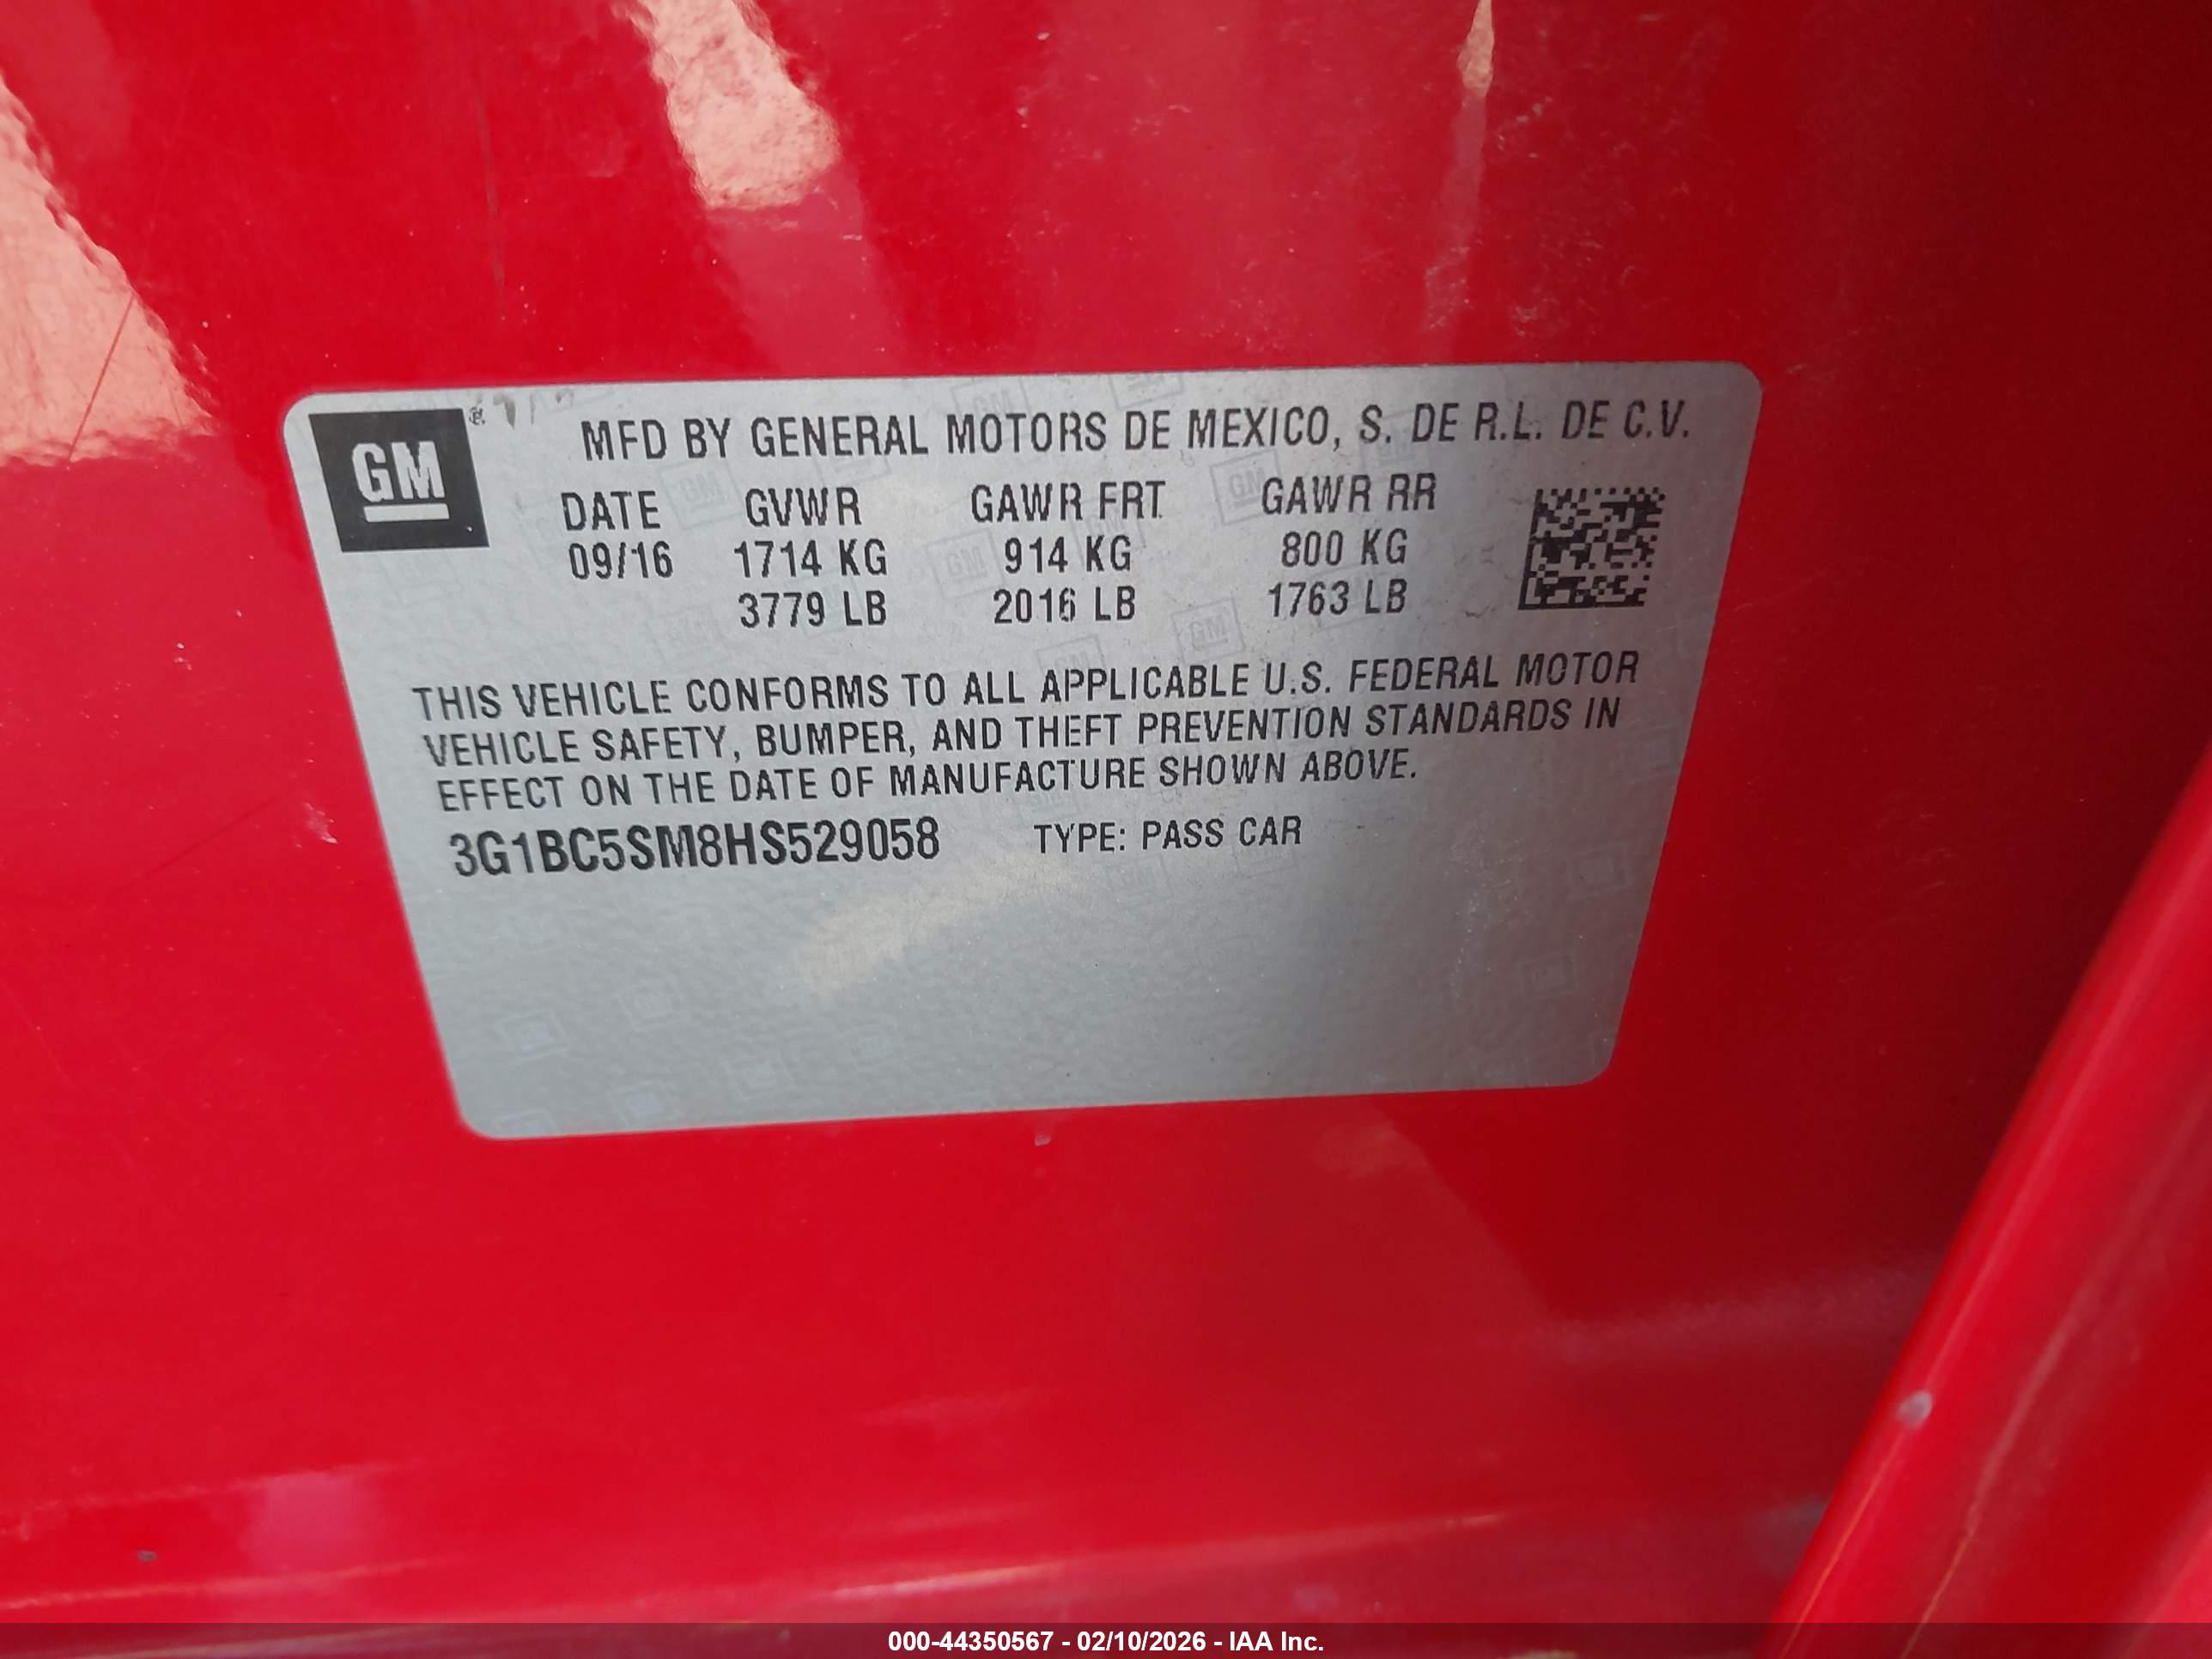 GM ®
MFD BY GENERAL MOTORS DE MEXICO, S. DE R.L. DE C.V.
DATE GVWR GAWR FRT GAWR RR
09/16 1714 KG 914 KG 800 KG
3779 LB 2016 LB 1763 LB
THIS VEHICLE CONFORMS TO ALL APPLICABLE U.S. FEDERAL MOTOR
VEHICLE SAFETY, BUMPER, AND THEFT PREVENTION STANDARDS IN
EFFECT ON THE DATE OF MANUFACTURE SHOWN ABOVE.
3G1BC5SM8HS529058 TYPE: PASS CAR
000-44350567 - 02/10/2026 - IAA Inc.